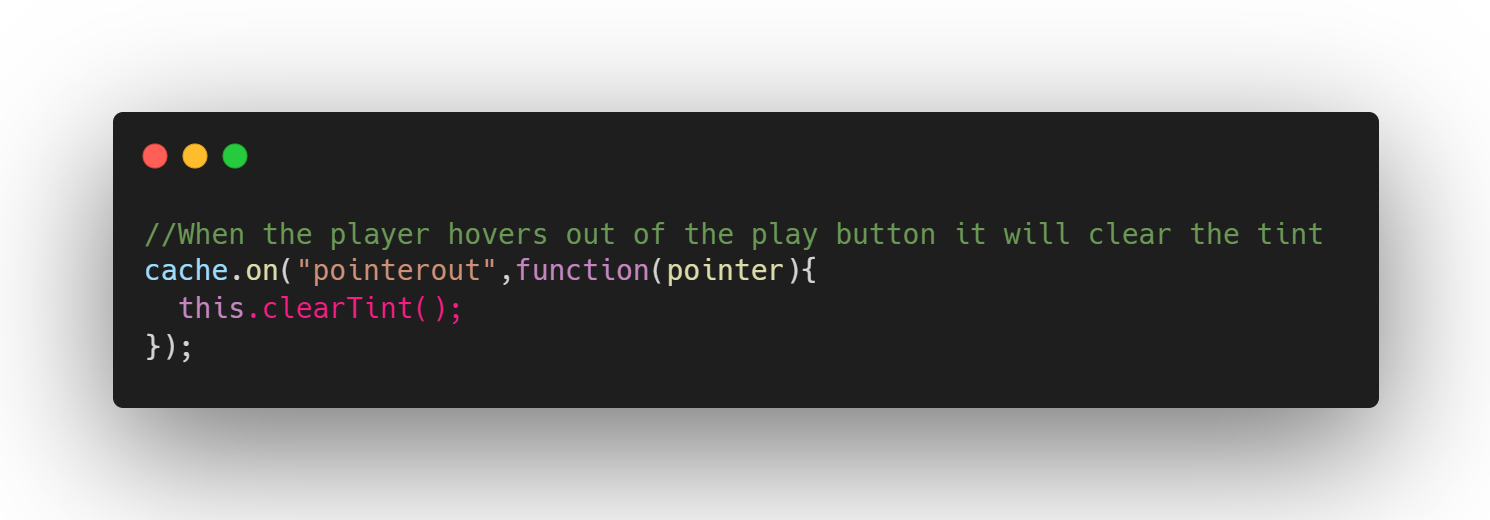 //When the player hovers out of the play button it will clear the tint
cache.on("pointerout",function(pointer){
  this.clearTint();
});